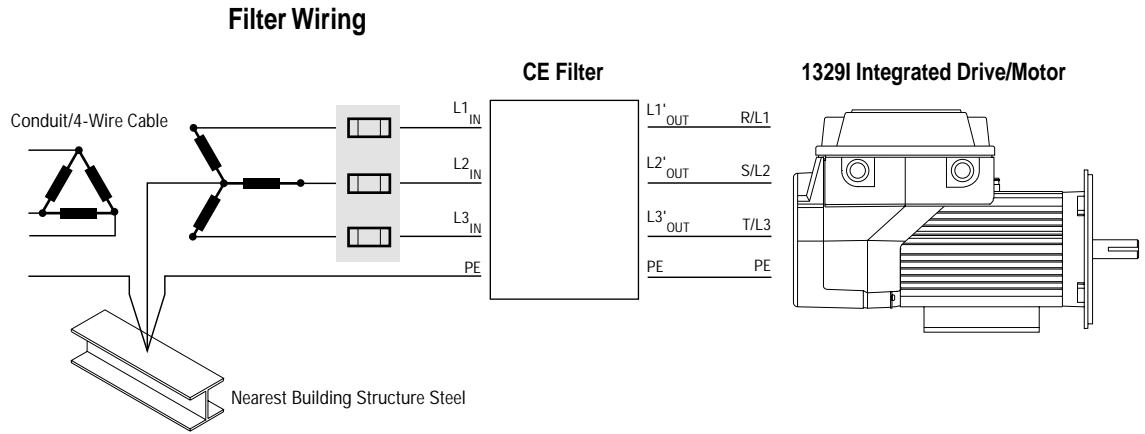 Filter Wiring
CE Filter
1329I Integrated Drive/Motor
Conduit/4-Wire Cable
L1IN
L1'OUT
R/L1
L2IN
L2'OUT
S/L2
L3IN
L3'OUT
T/L3
PE
PE
PE
Nearest Building Structure Steel